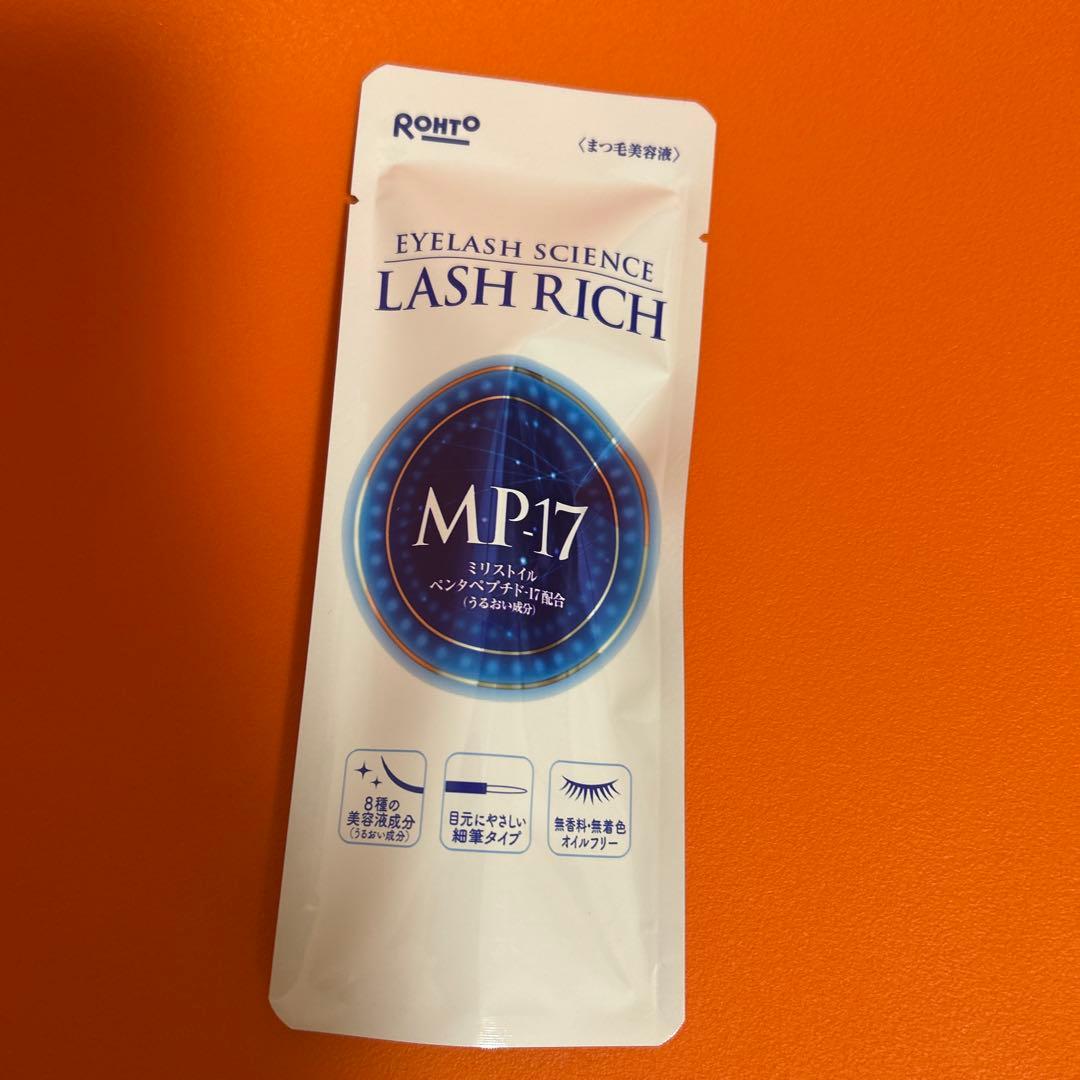 ROHTO
〈まつ毛美容液〉
EYELASH SCIENCE
LASH RICH
MP-17
ミリストイル
ペンタペプチド-17配合
(うるおい成分)
8種の
美容液成分
(うるおい成分)
目元にやさしい
細筆タイプ
無香料・無着色
オイルフリー